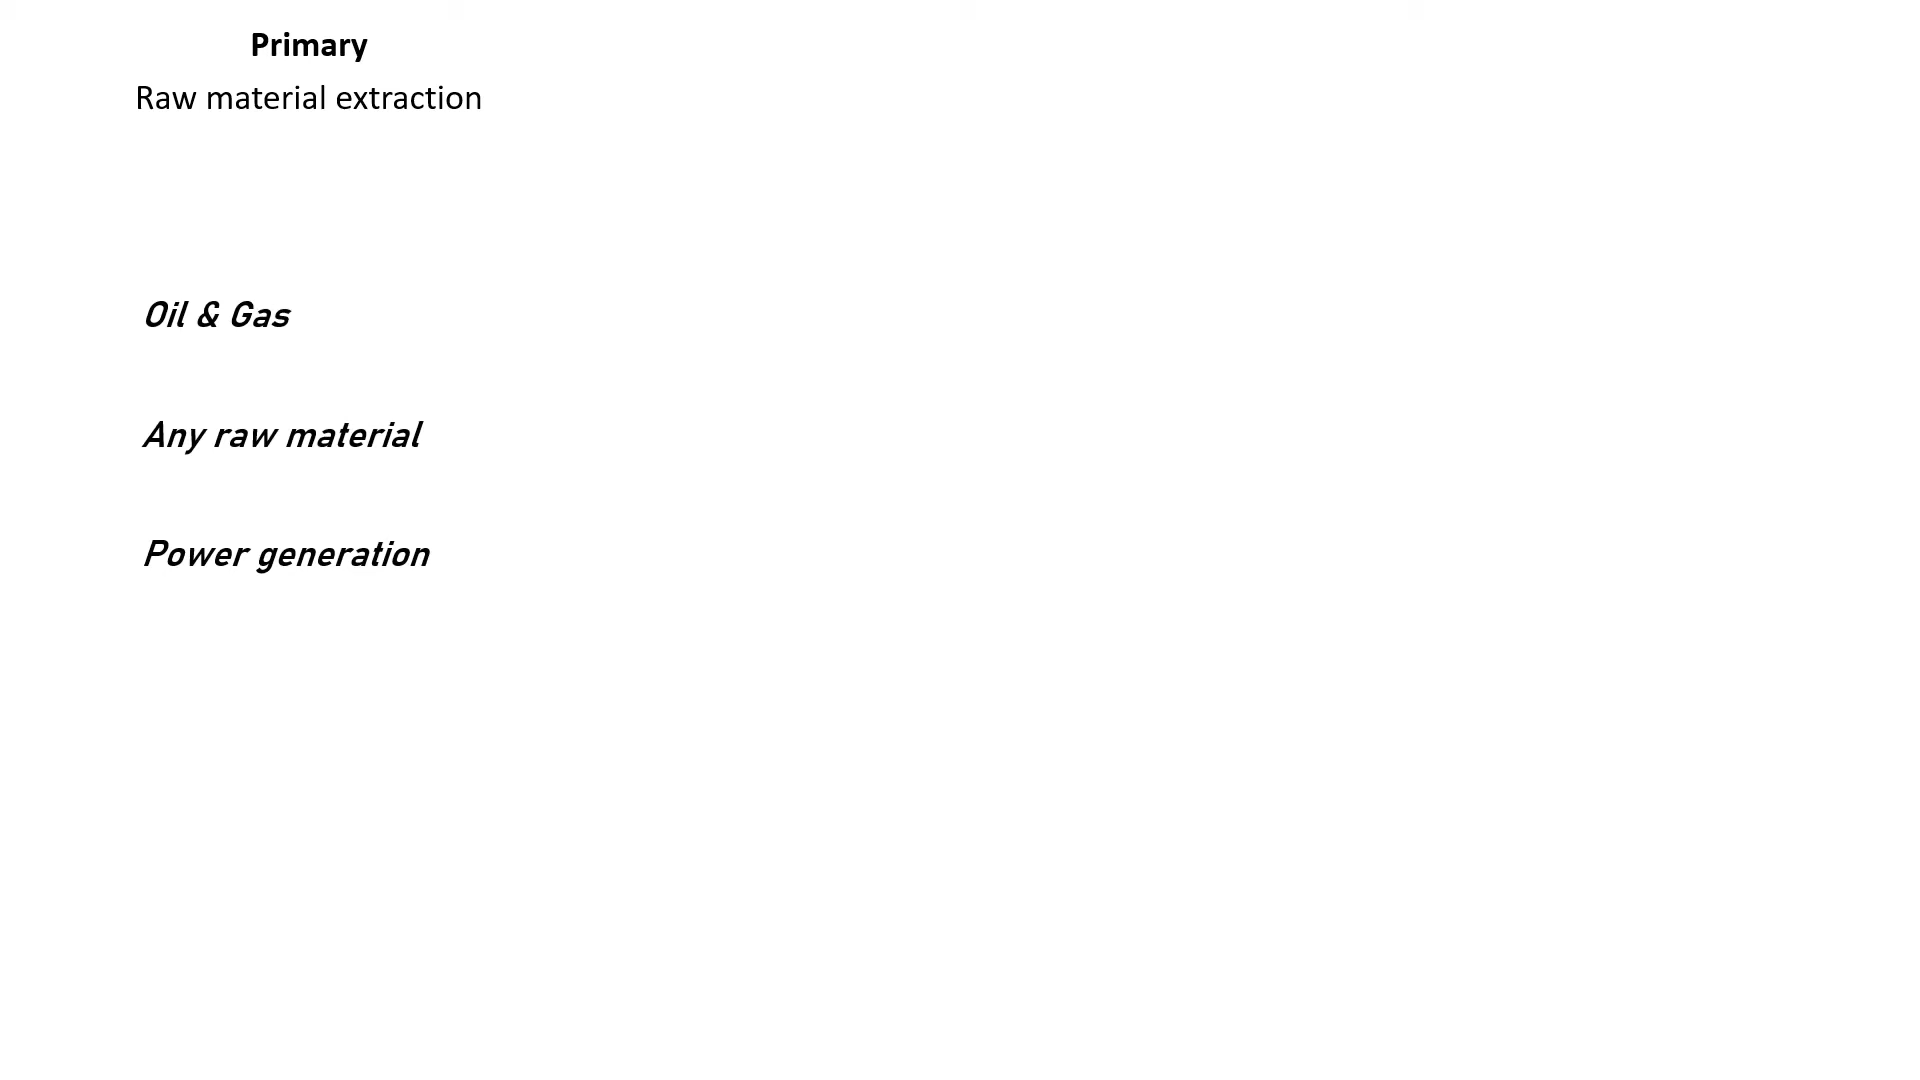 Primary
Raw material extraction
Oil & Gas
Any raw material
Power generation